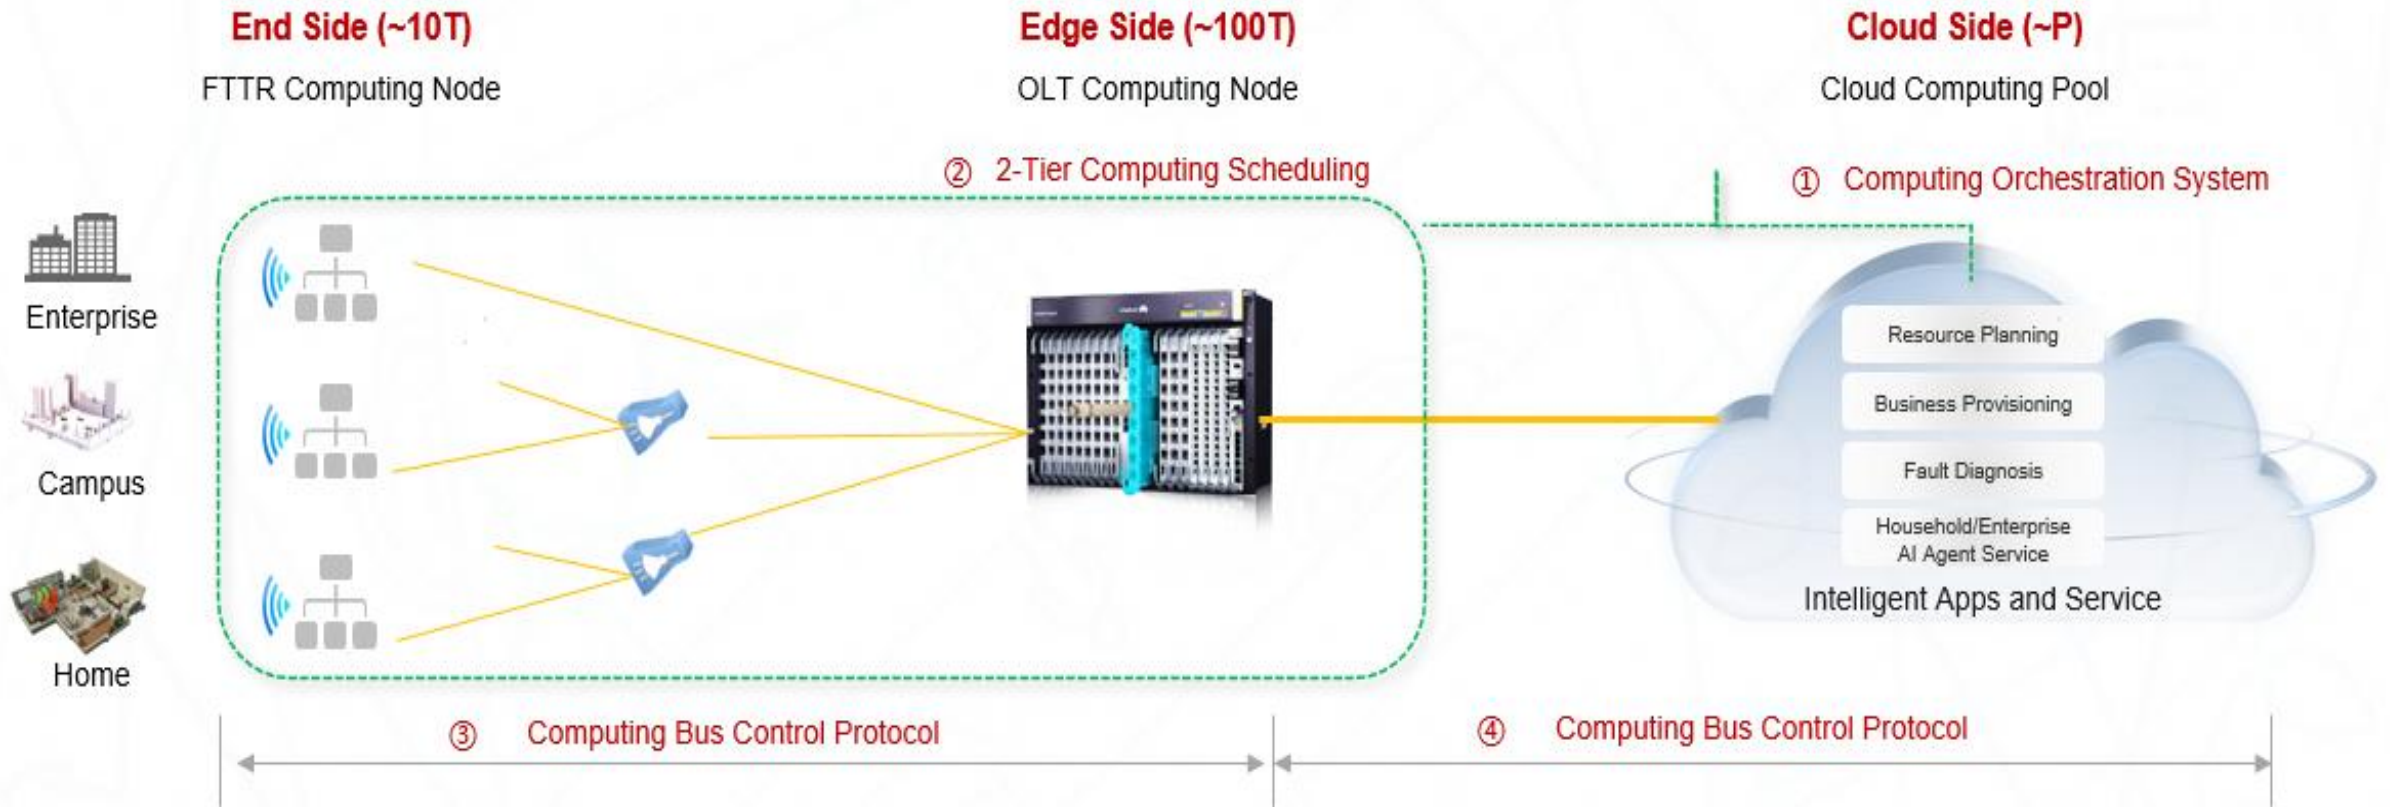 End Side (~10T)
Edge Side (~100T)
Cloud Side (~P)
FTTR Computing Node
OLT Computing Node
Cloud Computing Pool
② 2-Tier Computing Scheduling
① Computing Orchestration System
Enterprise
Campus
Home
Resource Planning
Business Provisioning
Fault Diagnosis
Household/Enterprise
AI Agent Service
Intelligent Apps and Service
③ Computing Bus Control Protocol
④ Computing Bus Control Protocol